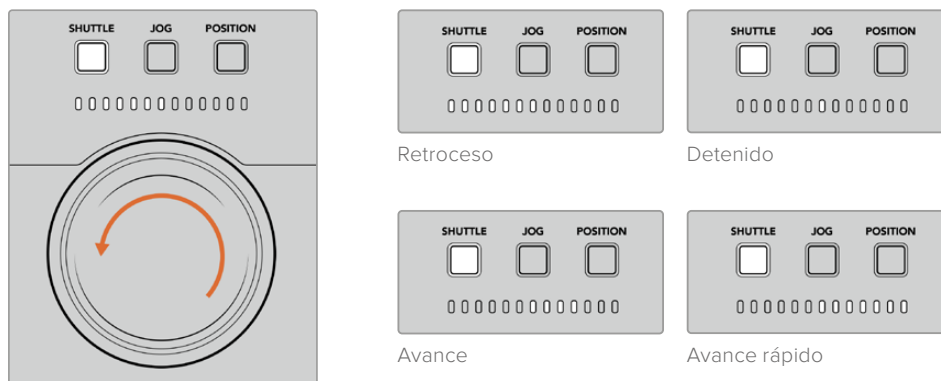 SHUTTLE JOG POSITION
SHUTTLE JOG POSITION
Retroceso
SHUTTLE JOG POSITION
Detenido
SHUTTLE JOG POSITION
Avance
SHUTTLE JOG POSITION
Avance rápido